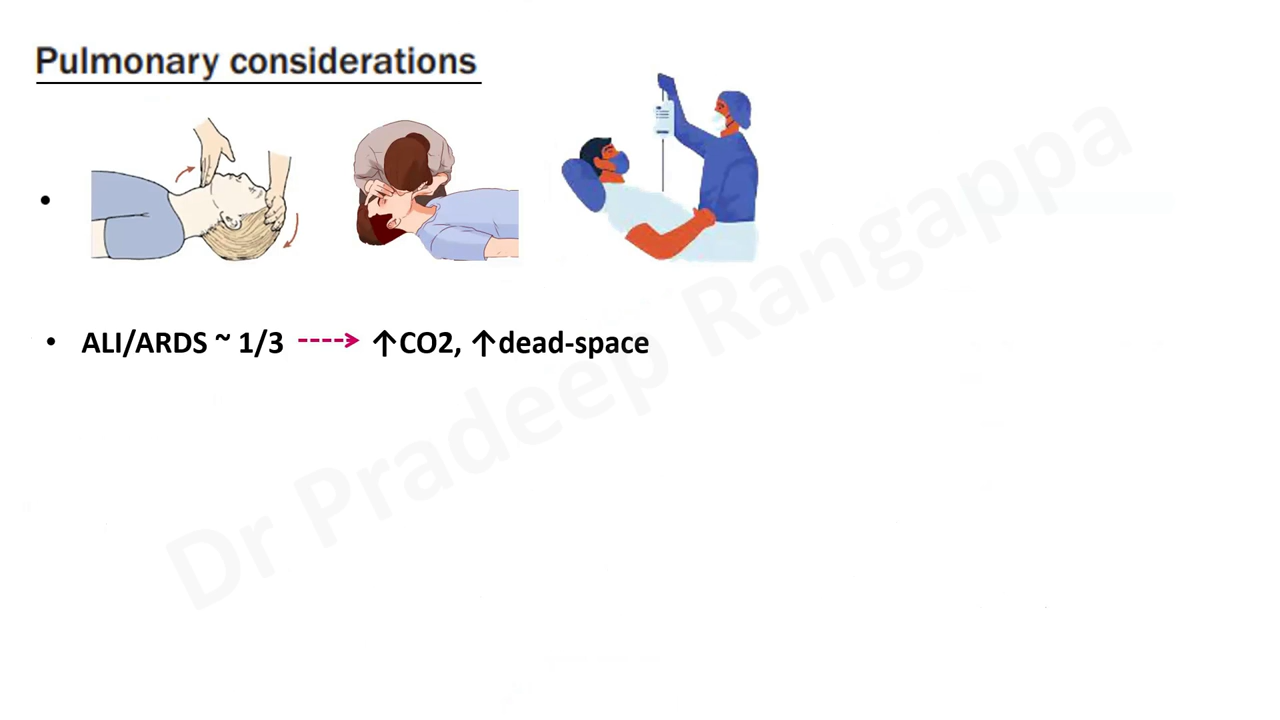 Pulmonary considerations
•
• ALI/ARDS ~ 1/3 ----> ↑CO2, ↑dead-space
Dr Pradeep Rangappa